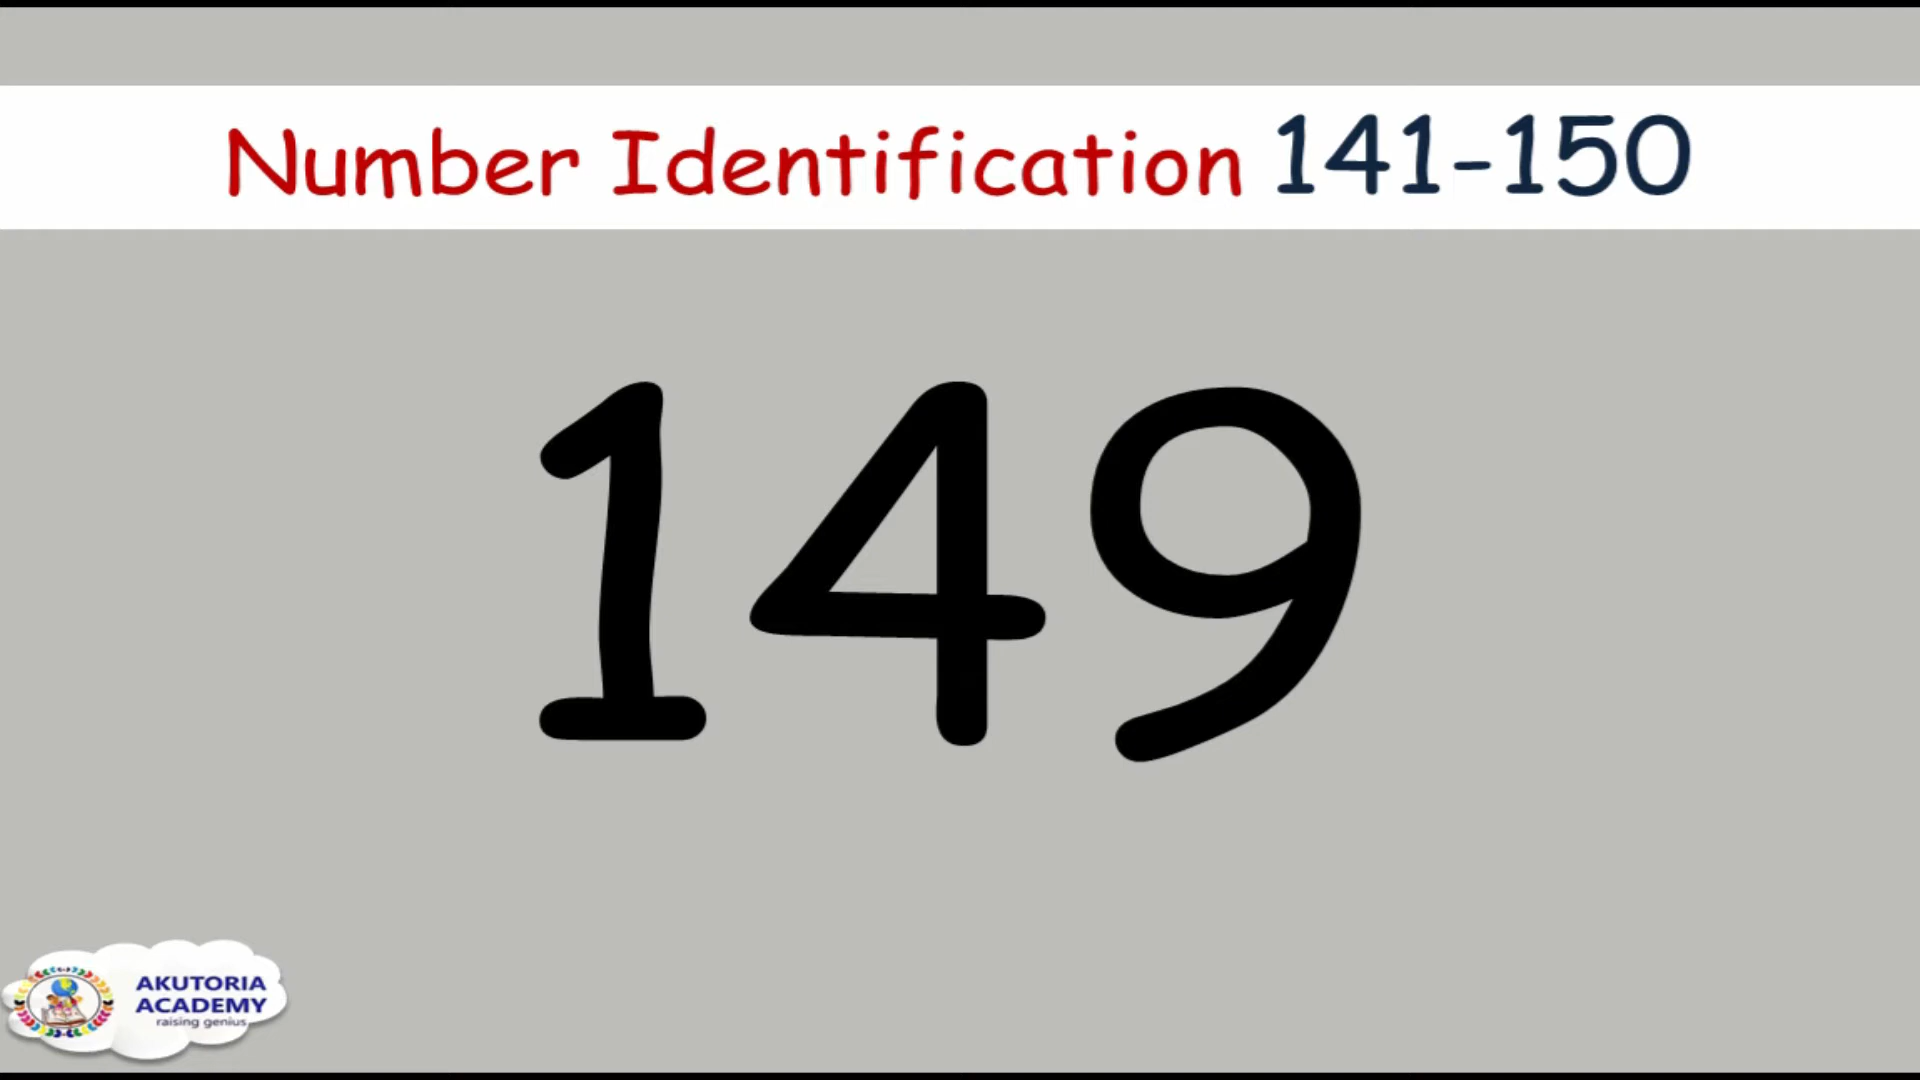 Number Identification 141-150
149
AKUTORIA
ACADEMY
raising genius